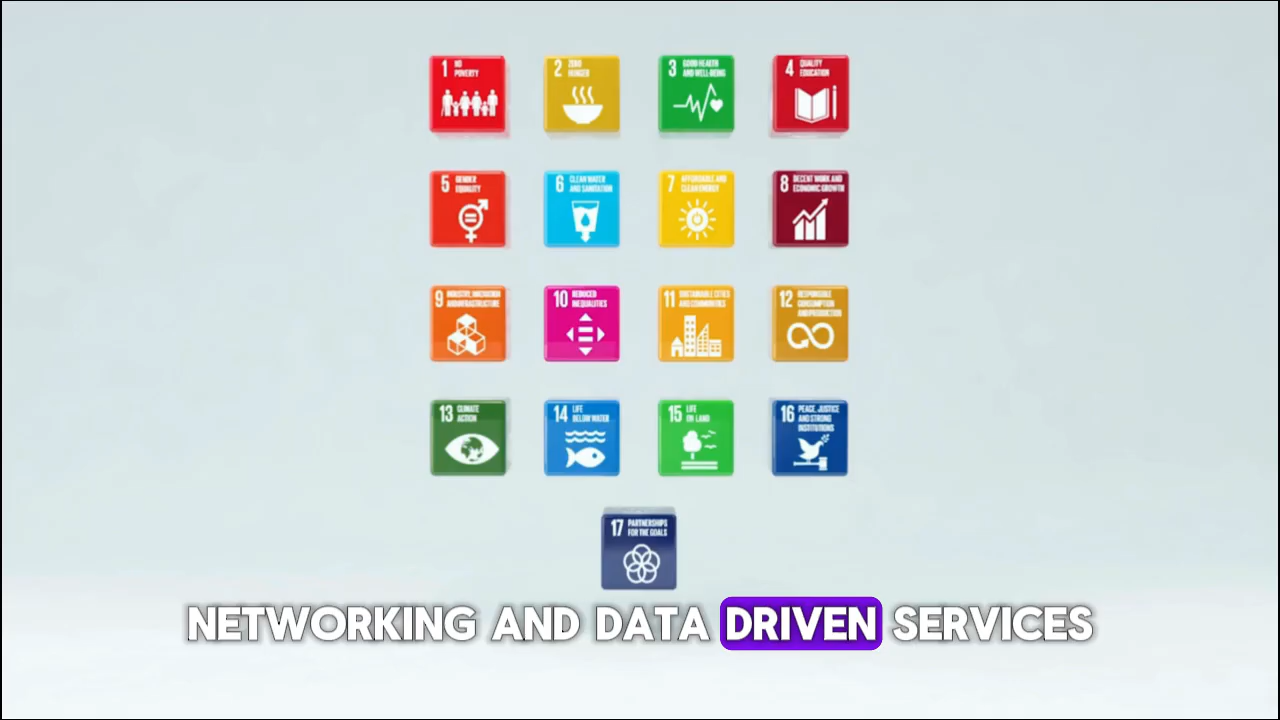 1 NO
POVERTY
2 ZERO
HUNGER
3 GOOD HEALTH
AND WELL-BEING
4 QUALITY
EDUCATION
5 GENDER
EQUALITY
6 CLEAN WATER
AND SANITATION
7 AFFORDABLE AND
CLEAN ENERGY
8 DECENT WORK AND
ECONOMIC GROWTH
9 INDUSTRY, INNOVATION
AND INFRASTRUCTURE
10 REDUCED
INEQUALITIES
11 SUSTAINABLE CITIES
AND COMMUNITIES
12 RESPONSIBLE
CONSUMPTION
AND PRODUCTION
13 CLIMATE
ACTION
14 LIFE
BELOW WATER
15 LIFE
ON LAND
16 PEACE, JUSTICE
AND STRONG
INSTITUTIONS
17 PARTNERSHIPS
FOR THE GOALS
NETWORKING AND DATA DRIVEN SERVICES